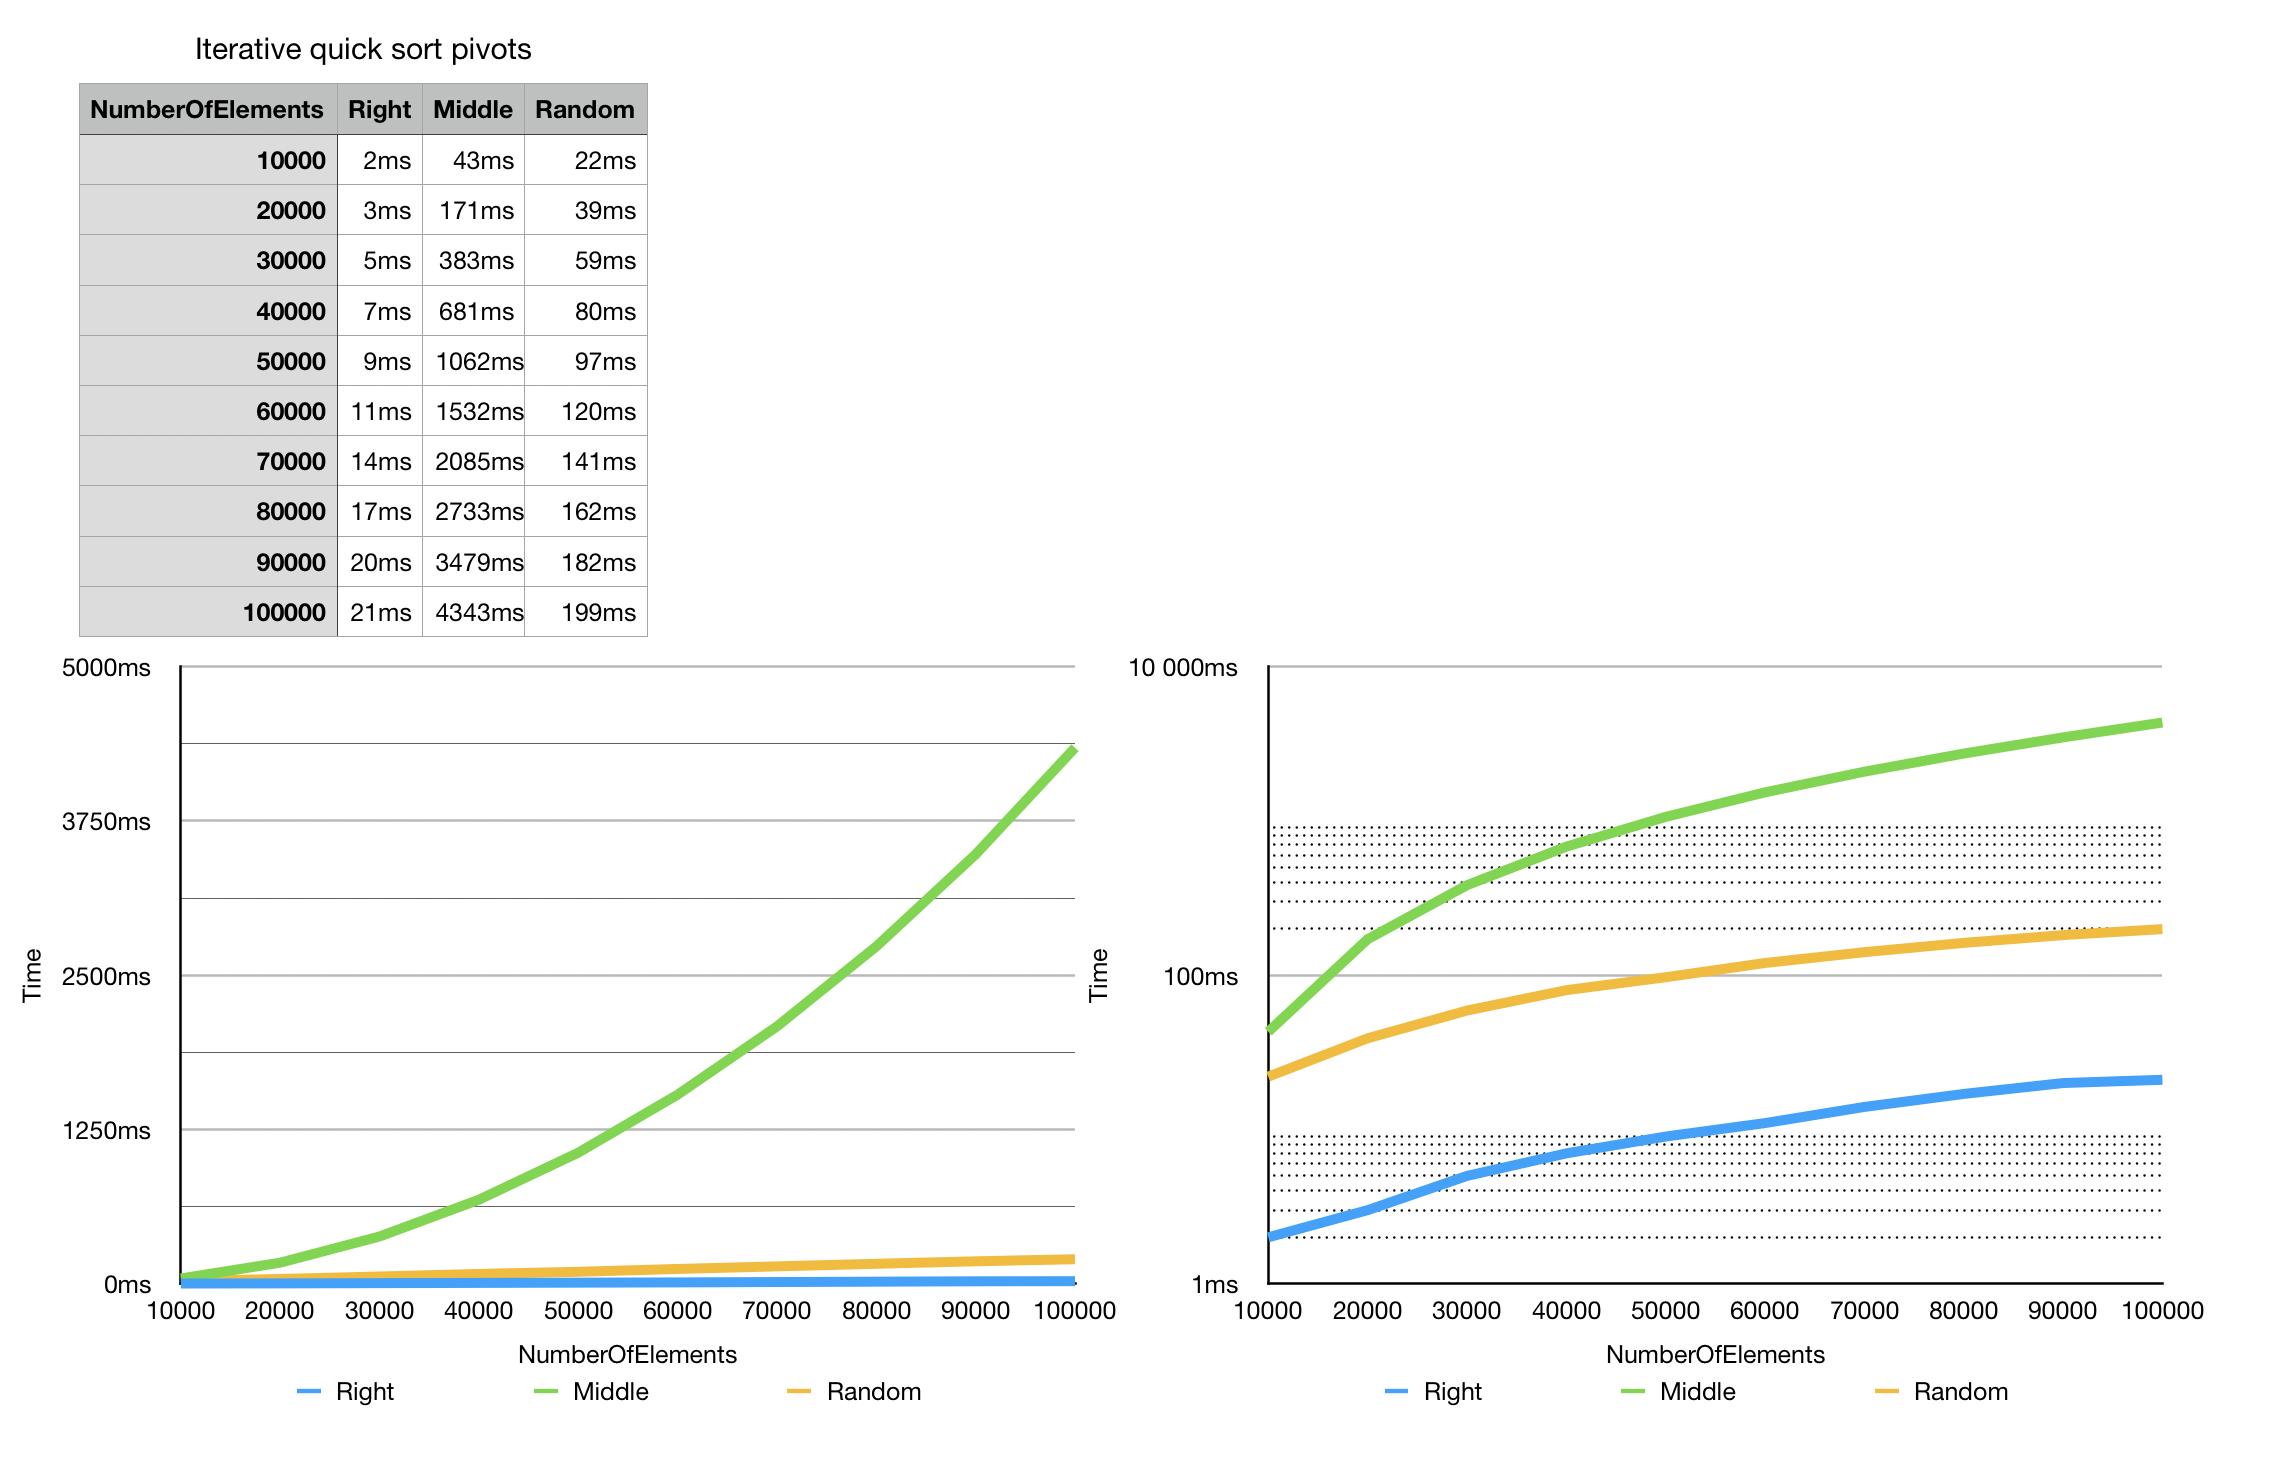 Iterative quick sort pivots
NumberOfElements Right Middle Random
10000 2ms 43ms 22ms
20000 3ms 171ms 39ms
30000 5ms 383ms 59ms
40000 7ms 681ms 80ms
50000 9ms 1062ms 97ms
60000 11ms 1532ms 120ms
70000 14ms 2085ms 141ms
80000 17ms 2733ms 162ms
90000 20ms 3479ms 182ms
100000 21ms 4343ms 199ms
5000ms
3750ms
2500ms
1250ms
0ms
Time
10000 20000 30000 40000 50000 60000 70000 80000 90000 100000
NumberOfElements
Right Middle Random
10 000ms
100ms
1ms
Time
10000 20000 30000 40000 50000 60000 70000 80000 90000 100000
NumberOfElements
Right Middle Random